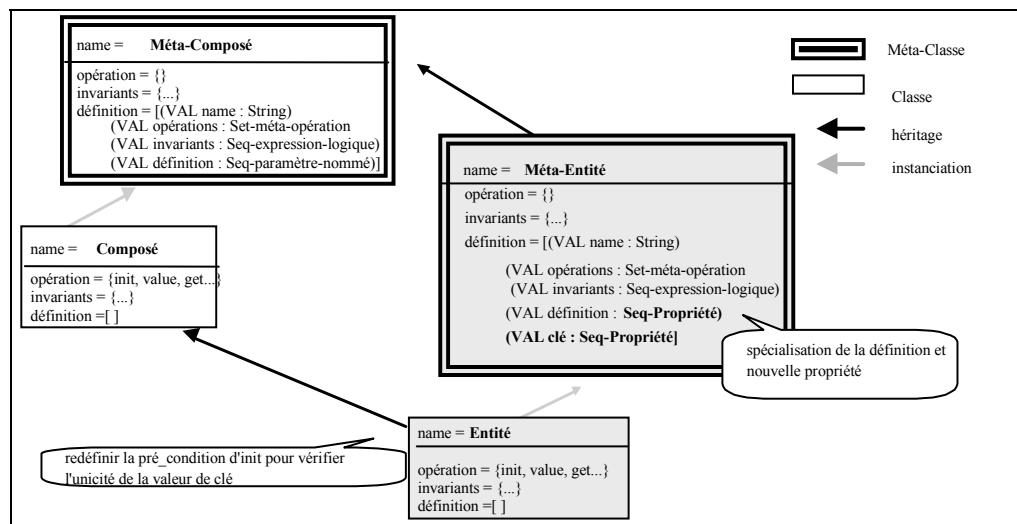 name = Méta-Composé
opération = {}
invariants = {...}
définition = [(VAL name : String)
(VAL opérations : Set-méta-opération
(VAL invariants : Seq-expression-logique)
(VAL définition : Seq-paramètre-nommé)]
Méta-Classe
Classe
héritage
instanciation
name = Méta-Entité
opération = {}
invariants = {...}
définition = [(VAL name : String)
(VAL opérations : Set-méta-opération
(VAL invariants : Seq-expression-logique)
(VAL définition : Seq-Propriété)
(VAL clé : Seq-Propriété]
name = Composé
opération = {init, value, get...}
invariants = {...}
définition =[ ]
spécialisation de la définition et
nouvelle propriété
name = Entité
opération = {init, value, get...}
invariants = {...}
définition =[ ]
redéfinir la pré_condition d'init pour vérifier
l'unicité de la valeur de clé